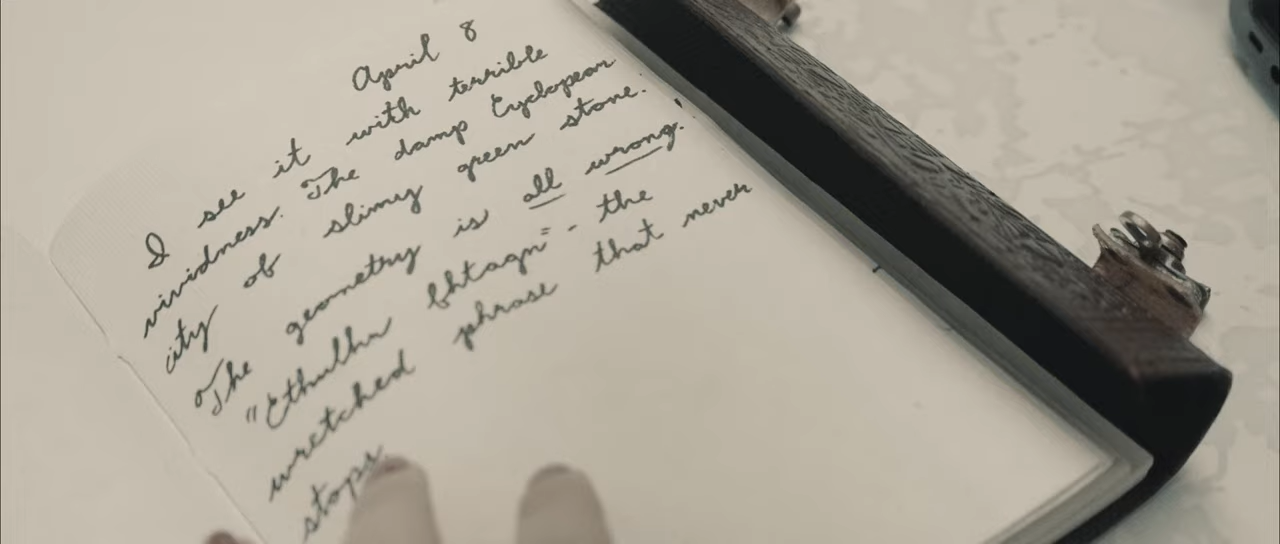 April 8
I see it with terrible
vividness. The damp Cyclopean
city of slimy green stone.
The geometry is all wrong.
"Cthulhu fhtagn" - the
wretched phrase that never
stops